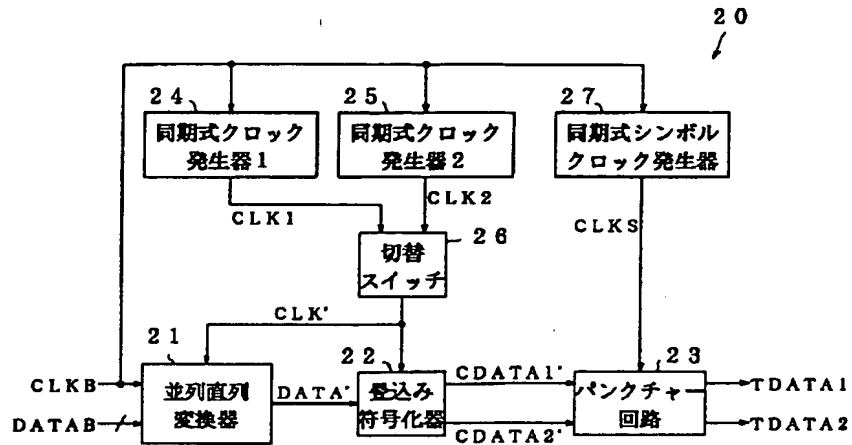 20
24
25
27
同期式クロック
発生器1
同期式クロック
発生器2
同期式シンボル
クロック発生器
CLK1
CLK2
CLKS
26
切替
スイッチ
CLK'
21
22
23
CLKB
DATAB
並列直列
変換器
DATA'
畳込み
符号化器
CDATA1'
CDATA2'
パンクチャー
回路
TDATA1
TDATA2